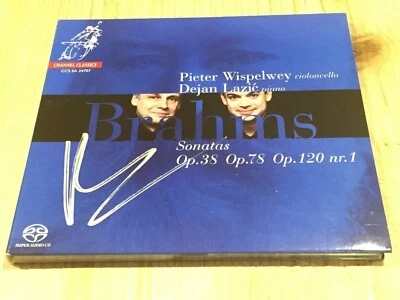 CHANNEL CLASSICS
CCS SA 24707
Pieter Wispelwey violoncello
Dejan Lazić piano
Brahms
Sonatas
Op.38 Op.78 Op.120 nr.1
SUPER AUDIO CD